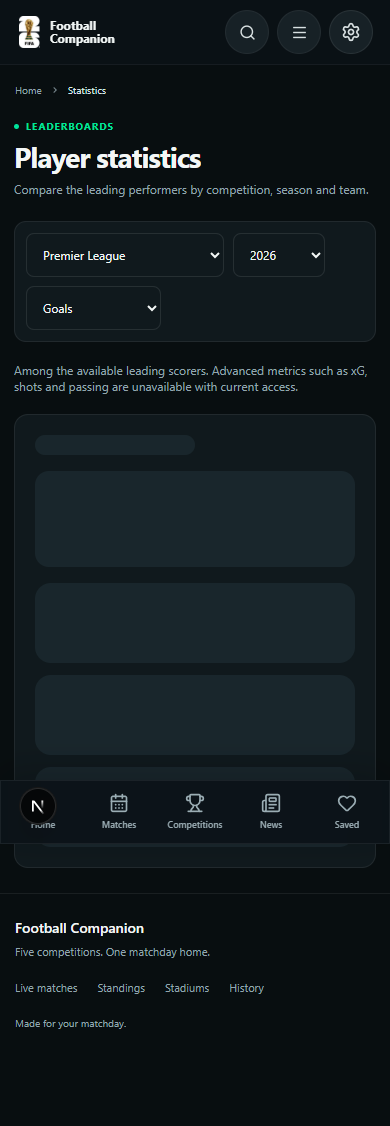 FIFA
Football
Companion
Home
Statistics
LEADERBOARDS
Player statistics
Compare the leading performers by competition, season and team.
Premier League
2026
Goals
Among the available leading scorers. Advanced metrics such as xG,
shots and passing are unavailable with current access.
N
Home
Matches
Competitions
News
Saved
Football Companion
Five competitions. One matchday home.
Live matches
Standings
Stadiums
History
Made for your matchday.